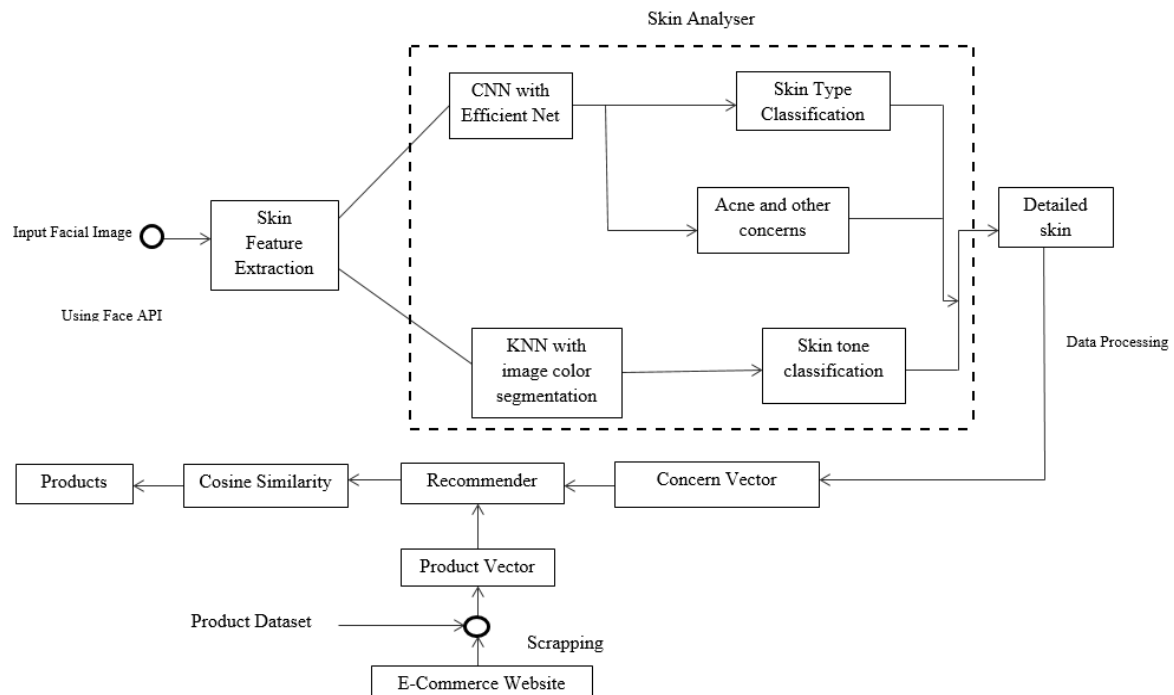 Skin Analyser
CNN with
Efficient Net
Skin Type
Classification
Acne and other
concerns
Detailed
skin
Input Facial Image
Skin
Feature
Extraction
Using Face API
KNN with
image color
segmentation
Skin tone
classification
Data Processing
Products
Cosine Similarity
Recommender
Concern Vector
Product Vector
Product Dataset
Scrapping
E-Commerce Website